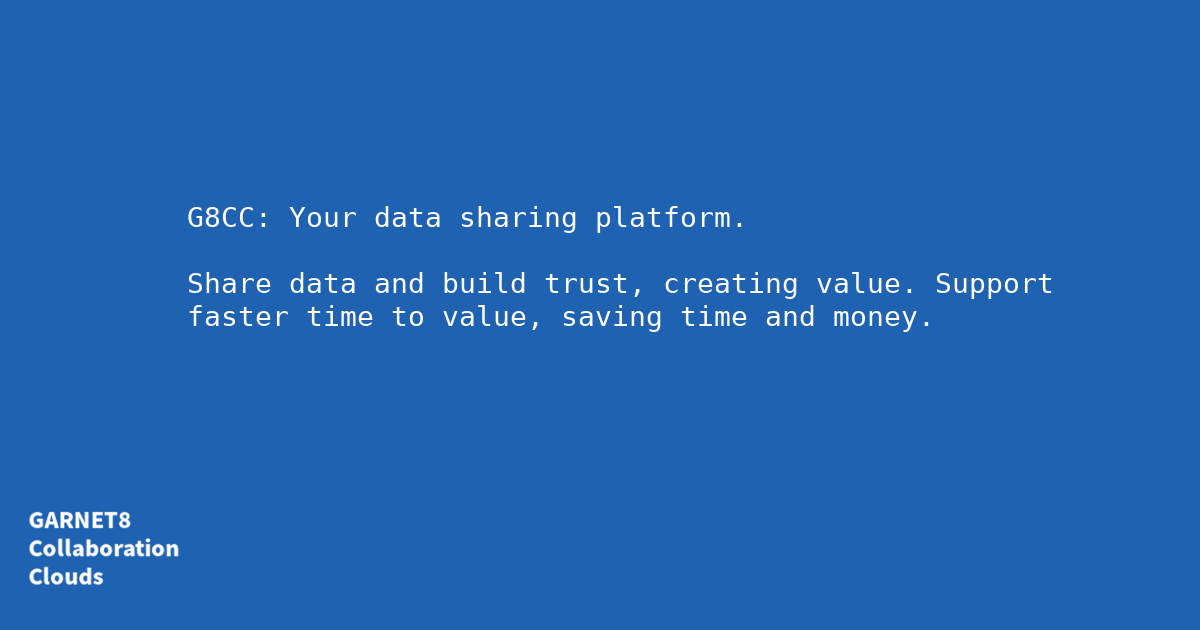 G8CC: Your data sharing platform.
Share data and build trust, creating value. Support
faster time to value, saving time and money.
GARNET8
Collaboration
Clouds